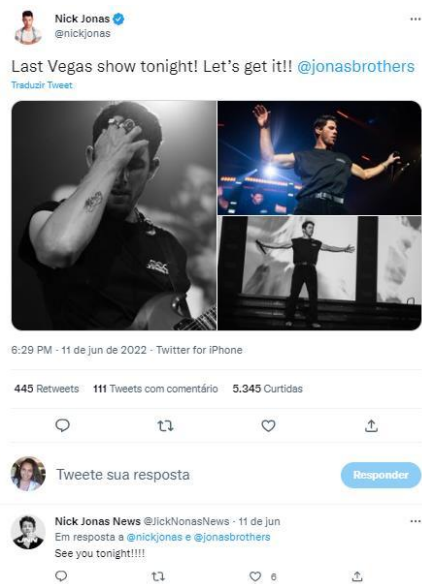 Nick Jonas
@nickjonas
Last Vegas show tonight! Let's get it!! @jonasbrothers
Traduzir Tweet
6:29 PM · 11 de jun de 2022 · Twitter for iPhone
445 Retweets 111 Tweets com comentário 5.345 Curtidas
Tweete sua resposta
Responder
Nick Jonas News @JickNonasNews · 11 de jun
Em resposta a @nickjonas e @jonasbrothers
See you tonight!!!!
6